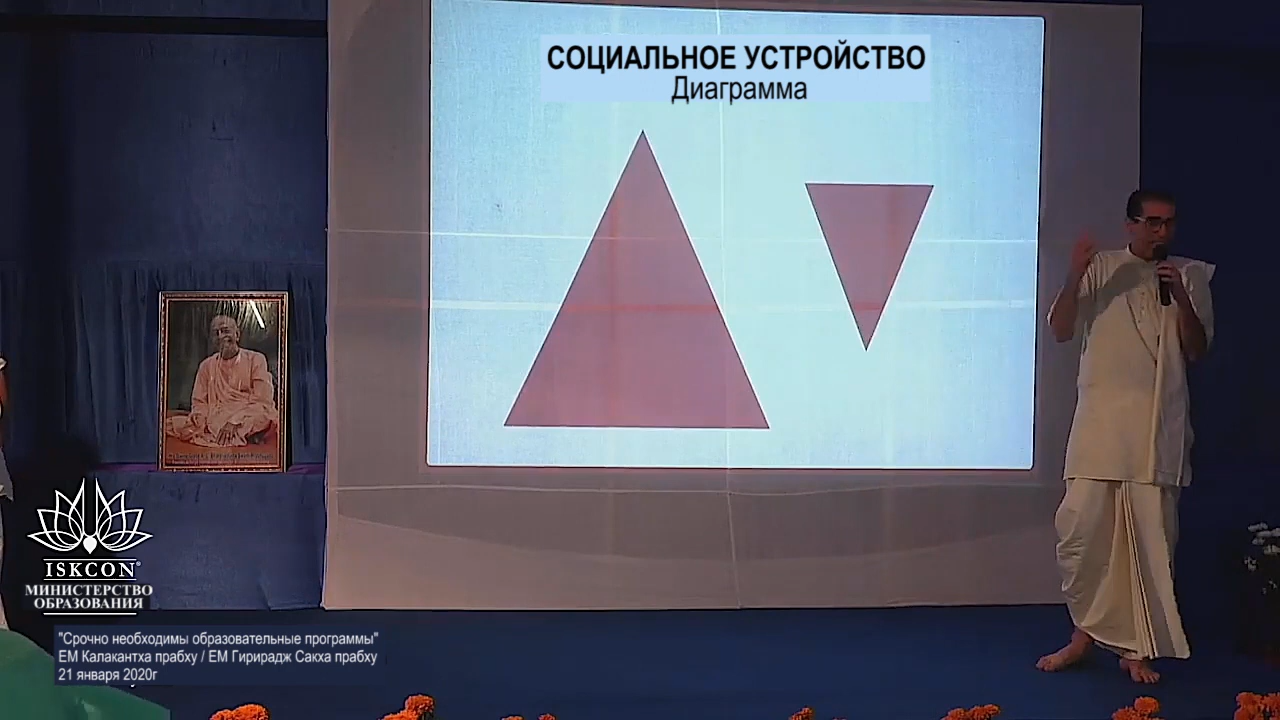 СОЦИАЛЬНОЕ УСТРОЙСТВО
Диаграмма
ISKCON®
МИНИСТЕРСТВО
ОБРАЗОВАНИЯ
"Срочно необходимы образовательные программы"
ЕМ Калакантха прабху / ЕМ Гирирадж Сакха прабху
21 января 2020г